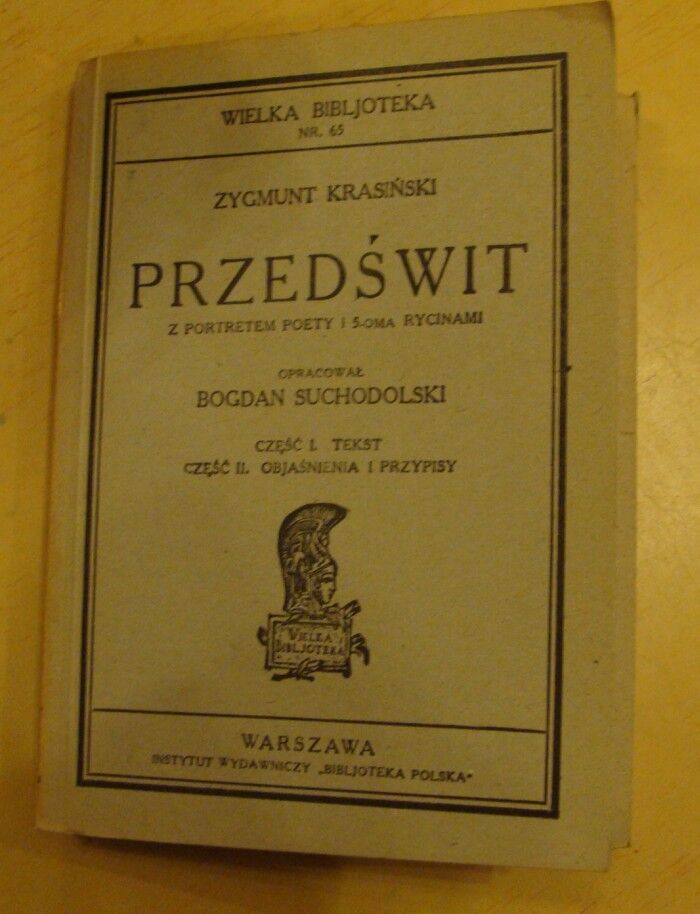 WIELKA BIBLJOTEKA
NR. 65
ZYGMUNT KRASIŃSKI
PRZEDŚWIT
Z PORTRETEM POETY I 5-OMA RYCINAMI
OPRACOWAŁ
BOGDAN SUCHODOLSKI
CZĘŚĆ I. TEKST
CZĘŚĆ II. OBJAŚNIENIA I PRZYPISY
WIELKA
BIBLJOTEKA
WARSZAWA
INSTYTUT WYDAWNICZY „BIBLJOTEKA POLSKA"